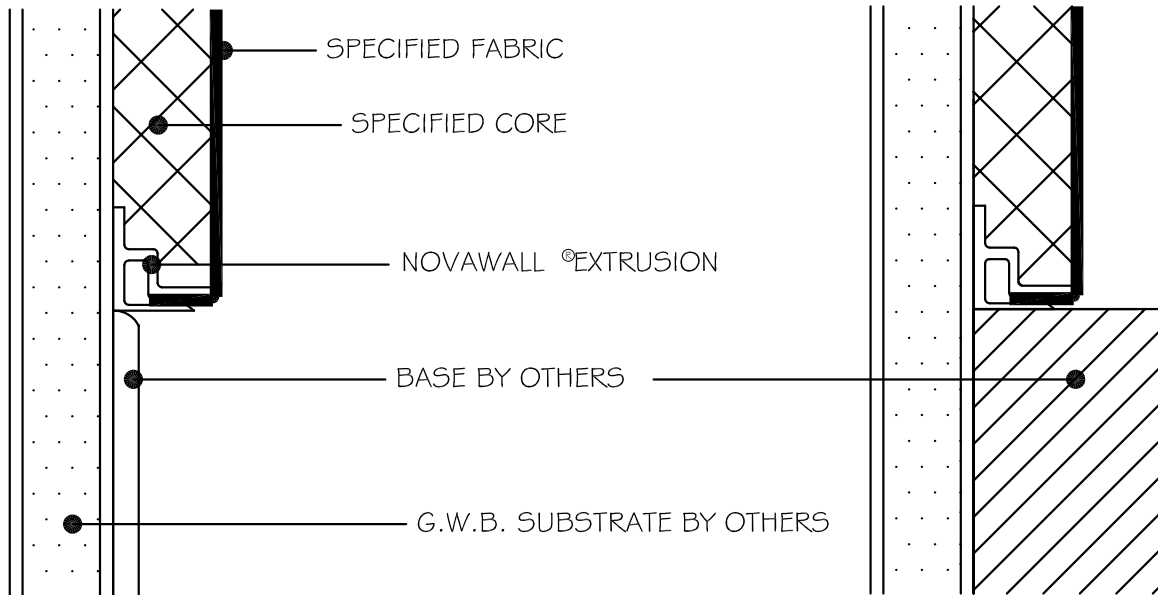 SPECIFIED FABRIC
SPECIFIED CORE
NOVAWALL ®EXTRUSION
BASE BY OTHERS
G.W.B. SUBSTRATE BY OTHERS